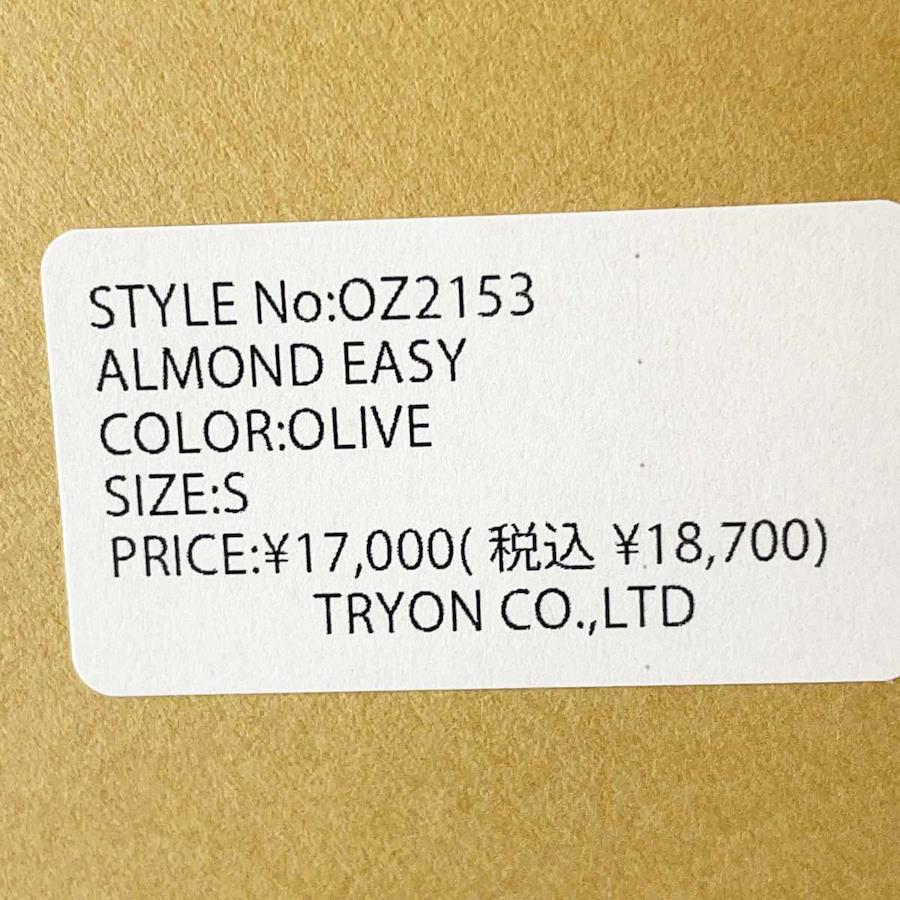 STYLE No:OZ2153
ALMOND EASY
COLOR:OLIVE
SIZE:S
PRICE:¥17,000( 税込 ¥18,700)
TRYON CO.,LTD